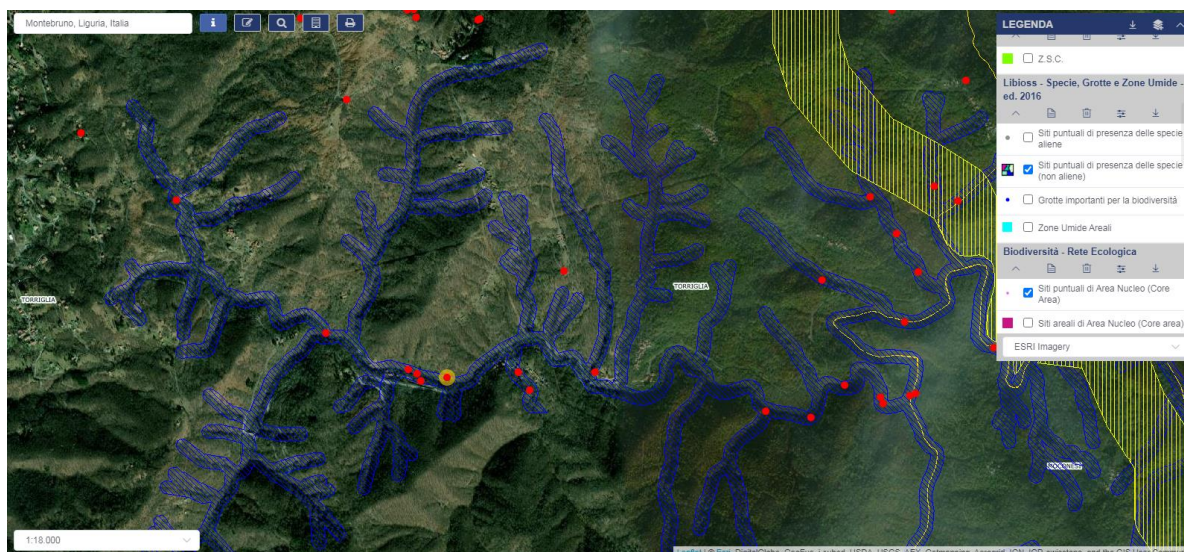 Montebruno, Liguria, Italia
i
LEGENDA
Z.S.C.
Libioss - Specie, Grotte e Zone Umide -
ed. 2016
Siti puntuali di presenza delle specie
aliene
Siti puntuali di presenza delle specie
(non aliene)
Grotte importanti per la biodiversità
Zone Umide Areali
Biodiversità - Rete Ecologica
Siti puntuali di Area Nucleo (Core
Area)
Siti areali di Area Nucleo (Core area)
ESRI Imagery
TORRIGLIA
TORRIGLIA
1:18.000